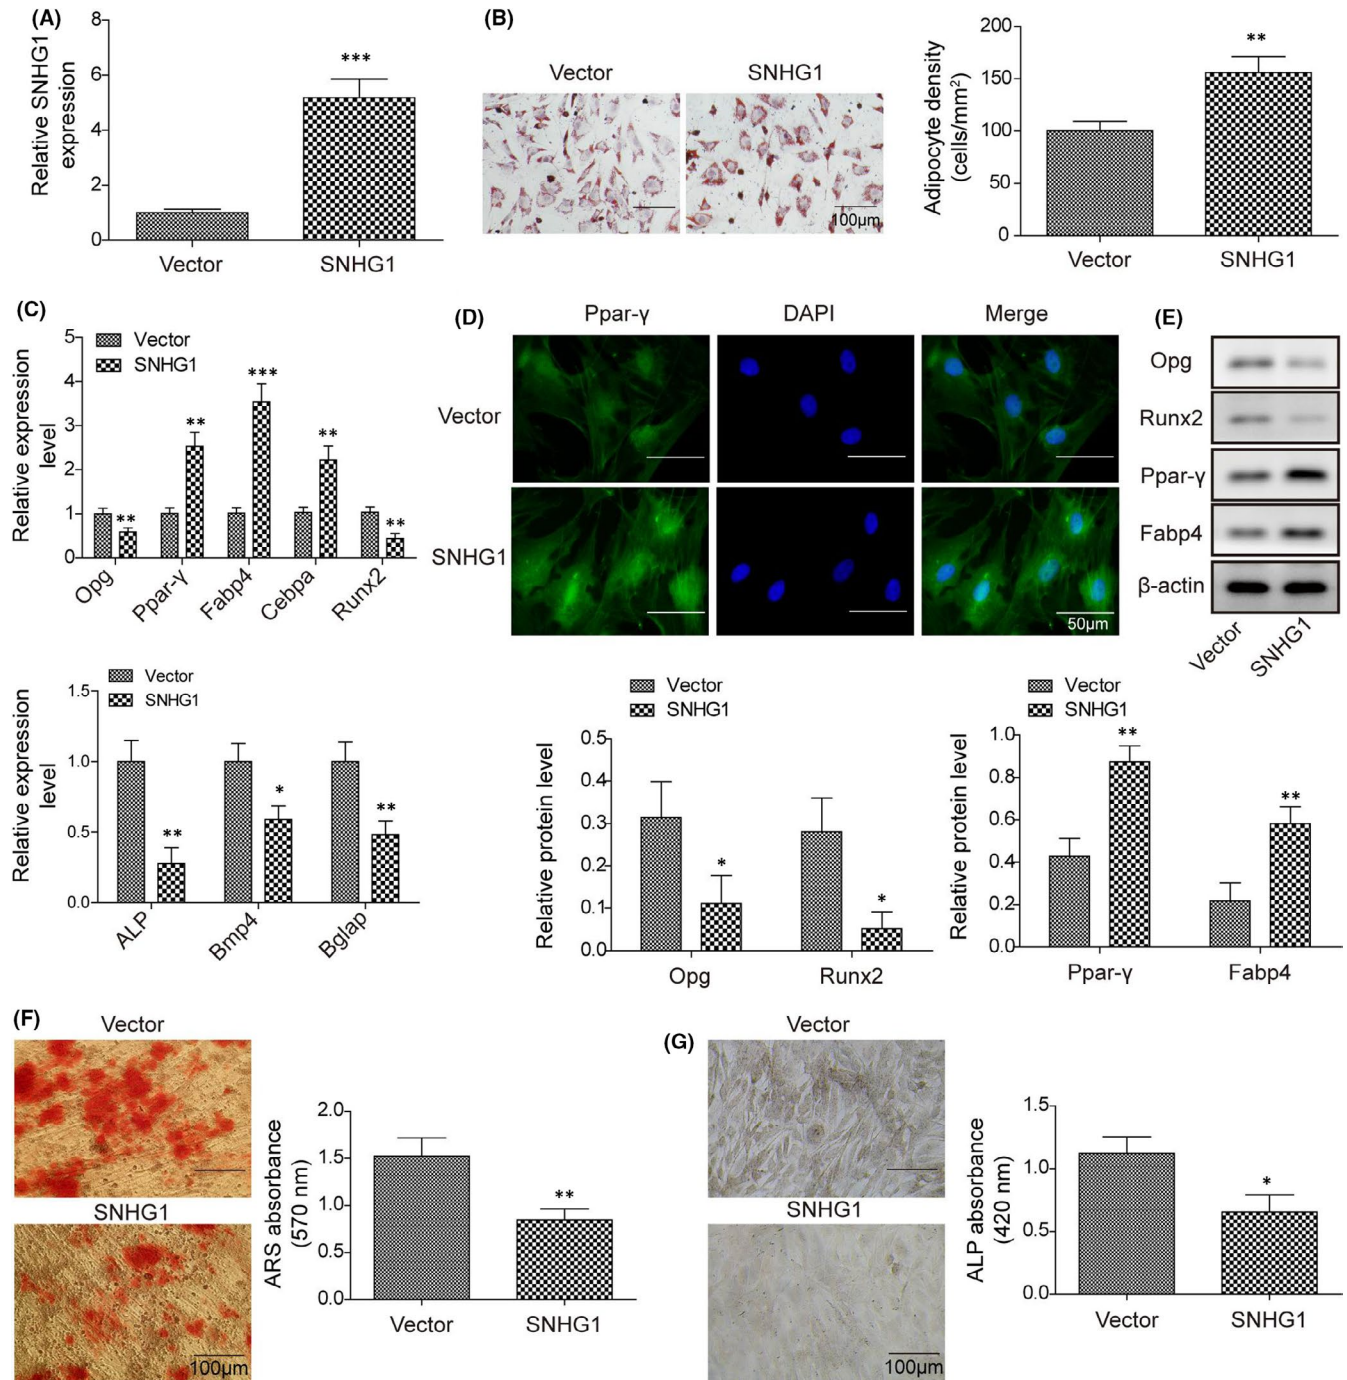 (A)
Relative SNHG1
expression
8
6
4
2
0
***
Vector
SNHG1
(B)
Vector
SNHG1
100μm
Adipocyte density
(cells/mm²)
200
150
100
50
0
**
Vector
SNHG1
(C)
Relative expression
level
Vector
SNHG1
5
4
3
2
1
0
**
**
***
**
**
Opg
Ppar-γ
Fabp4
Cebpa
Runx2
Relative expression
level
Vector
SNHG1
1.5
1.0
0.5
0.0
**
*
**
ALP
Bmp4
Bglap
(D)
Ppar-γ
DAPI
Merge
Vector
SNHG1
50μm
(E)
Opg
Runx2
Ppar-γ
Fabp4
β-actin
Vector
SNHG1
Vector
SNHG1
Relative protein level
0.5
0.4
0.3
0.2
0.1
0.0
*
*
Opg
Runx2
Vector
SNHG1
Relative protein level
1.0
0.8
0.6
0.4
0.2
0.0
**
**
Ppar-γ
Fabp4
(F)
Vector
SNHG1
100μm
ARS absorbance
(570 nm)
2.0
1.5
1.0
0.5
0.0
**
Vector
SNHG1
(G)
Vector
SNHG1
100μm
ALP absorbance
(420 nm)
1.5
1.0
0.5
0.0
*
Vector
SNHG1